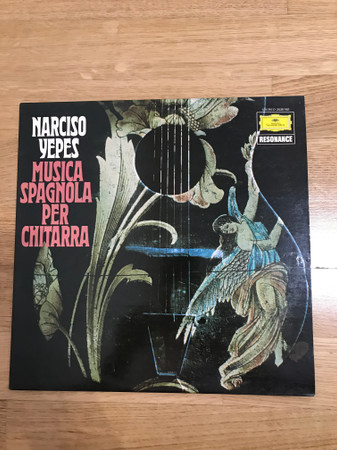 NARCISO
YEPES
MUSICA
SPAGNOLA
PER
CHITARRA
RESONANCE